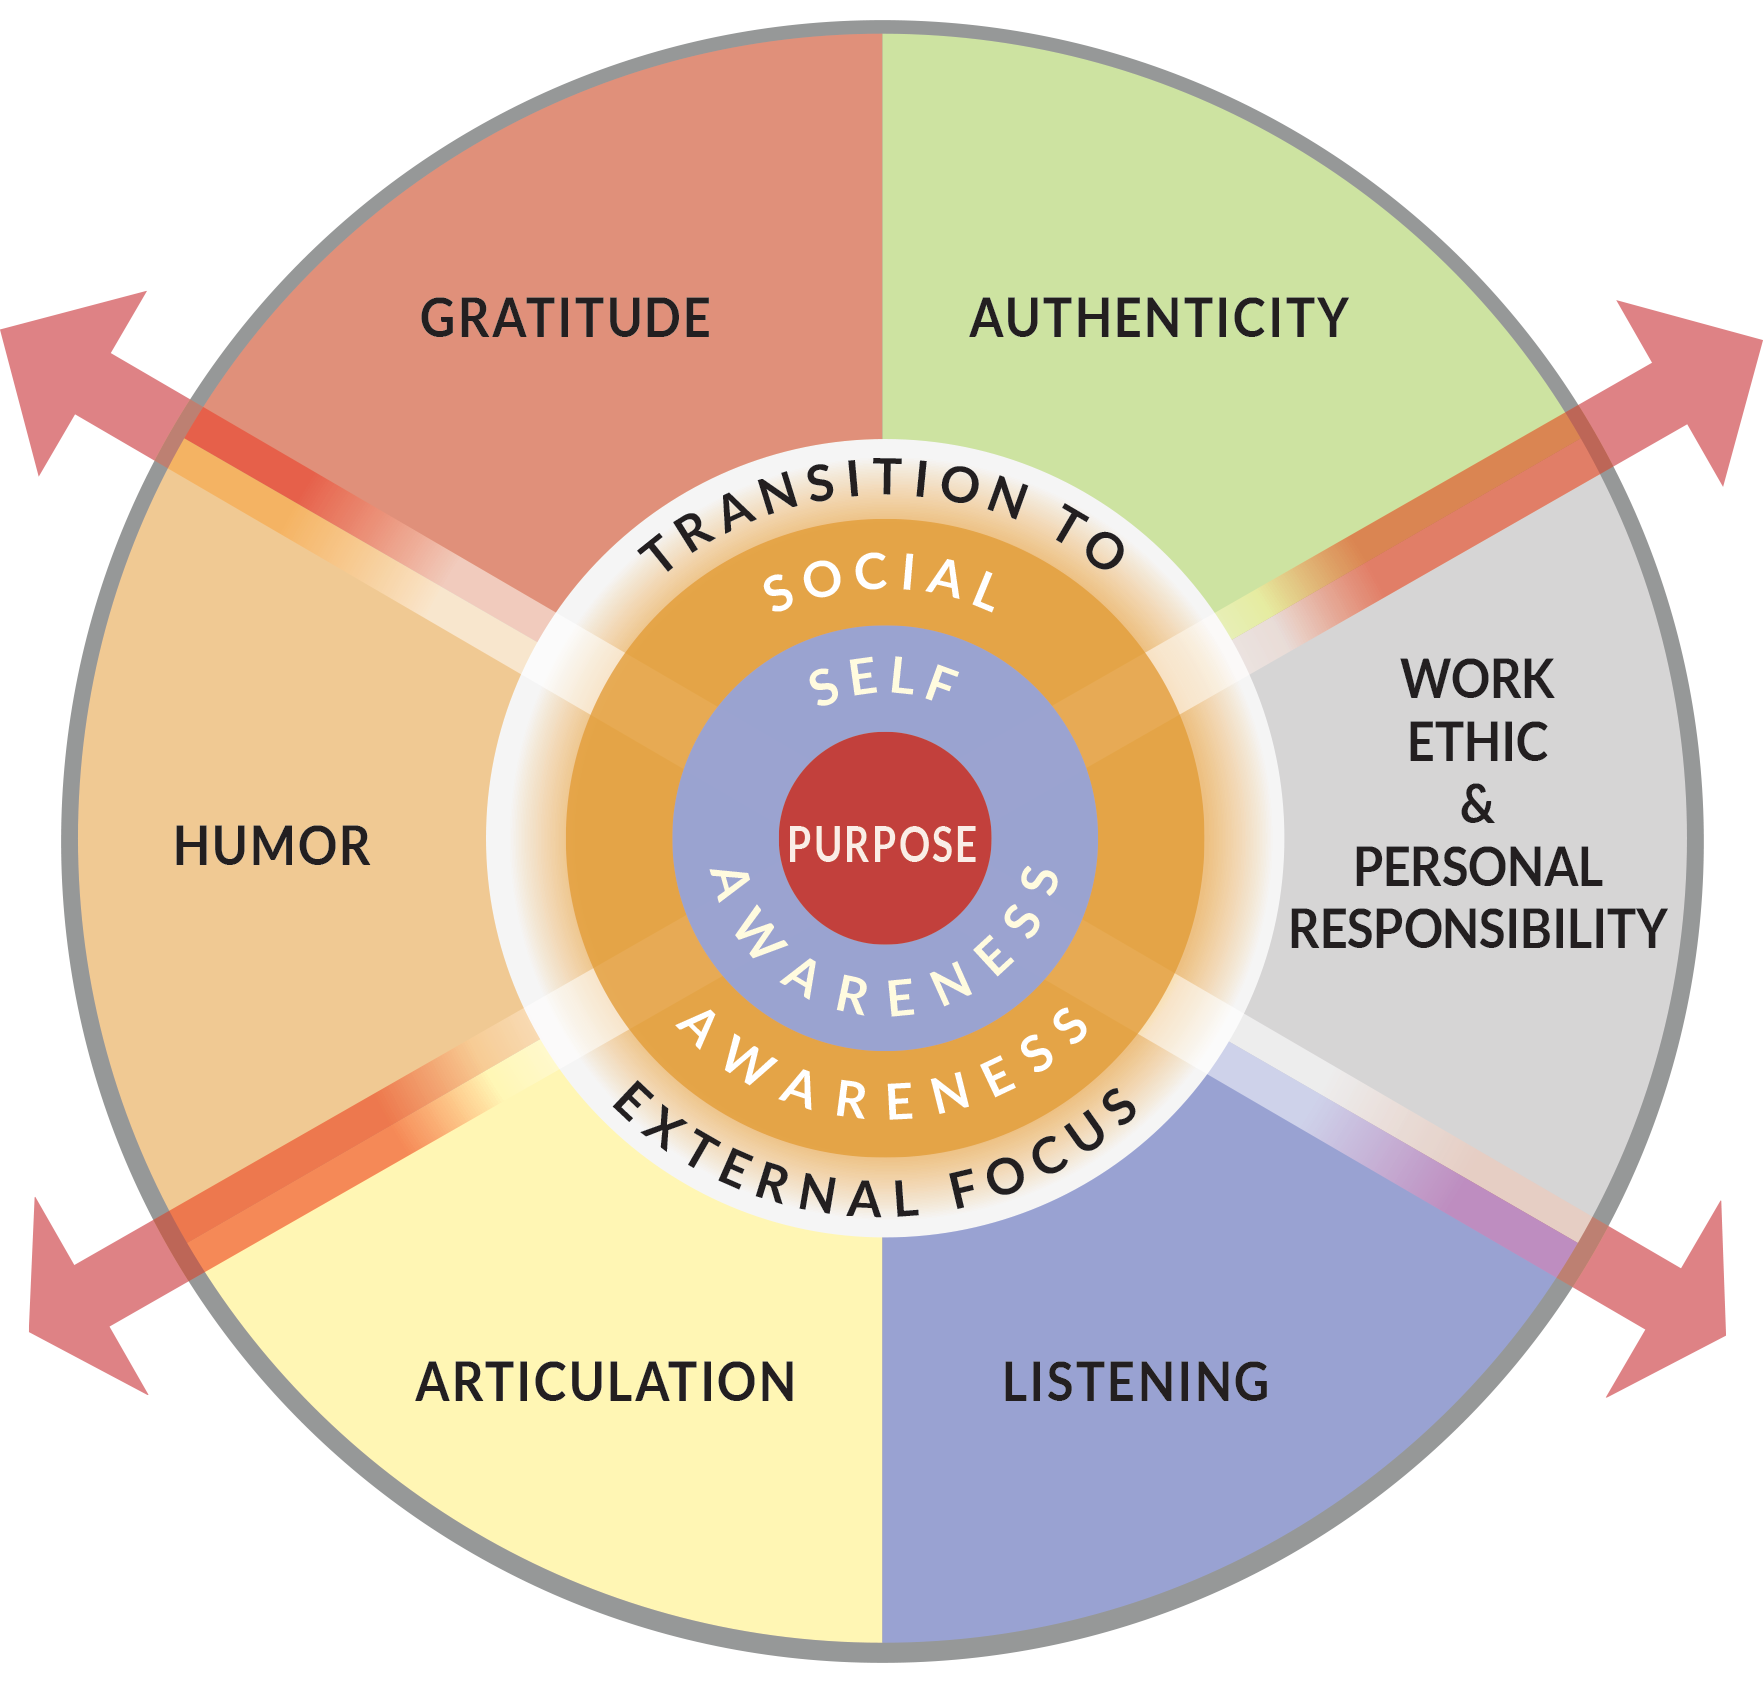 GRATITUDE
AUTHENTICITY
TRANSITION TO
SOCIAL
SELF
WORK
ETHIC
&
PERSONAL
RESPONSIBILITY
HUMOR
PURPOSE
AWARENESS
AWARENESS
EXTERNAL FOCUS
ARTICULATION
LISTENING